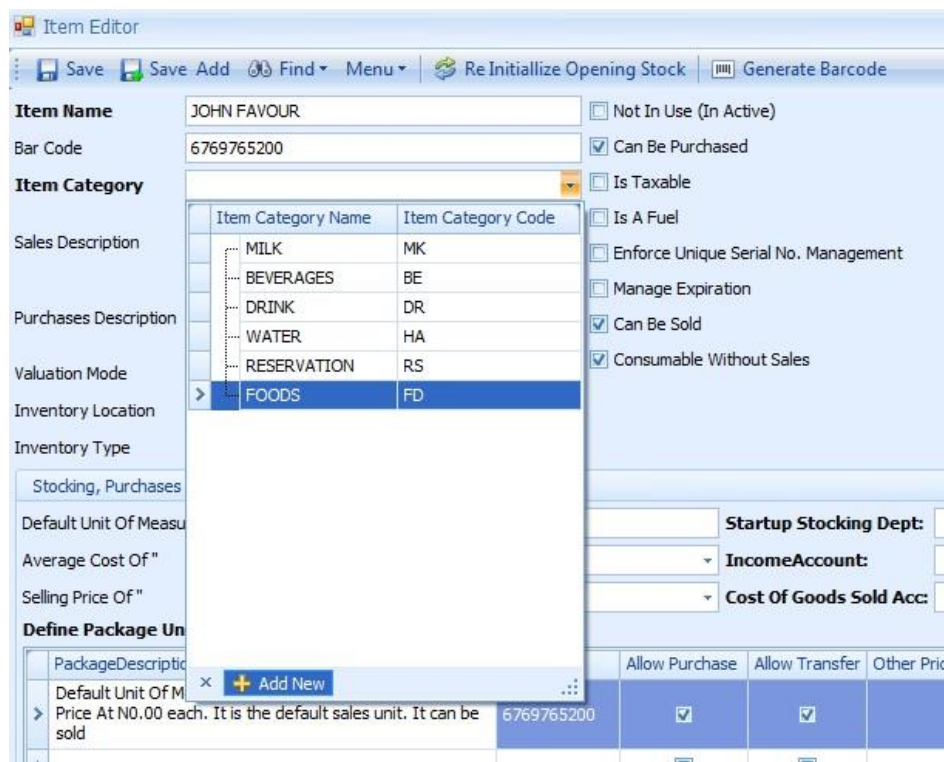 Item Editor
Save Save Add Find Menu Re Initiallize Opening Stock Generate Barcode
Item Name JOHN FAVOUR Not In Use (In Active)
Bar Code 6769765200 Can Be Purchased
Item Category Is Taxable
Item Category Name Item Category Code Is A Fuel
Sales Description MILK MK
BEVERAGES BE Enforce Unique Serial No. Management
DRINK DR Manage Expiration
Purchases Description WATER HA Can Be Sold
Valuation Mode RESERVATION RS Consumable Without Sales
FOODS FD
Inventory Location
Inventory Type
Stocking, Purchases
Default Unit Of Measu Startup Stocking Dept:
Average Cost Of " IncomeAccount:
Selling Price Of " Cost Of Goods Sold Acc:
Define Package Un
PackageDescriptio Allow Purchase Allow Transfer Other Pric
× Add New
Default Unit Of M
Price At N0.00 each. It is the default sales unit. It can be 6769765200
sold